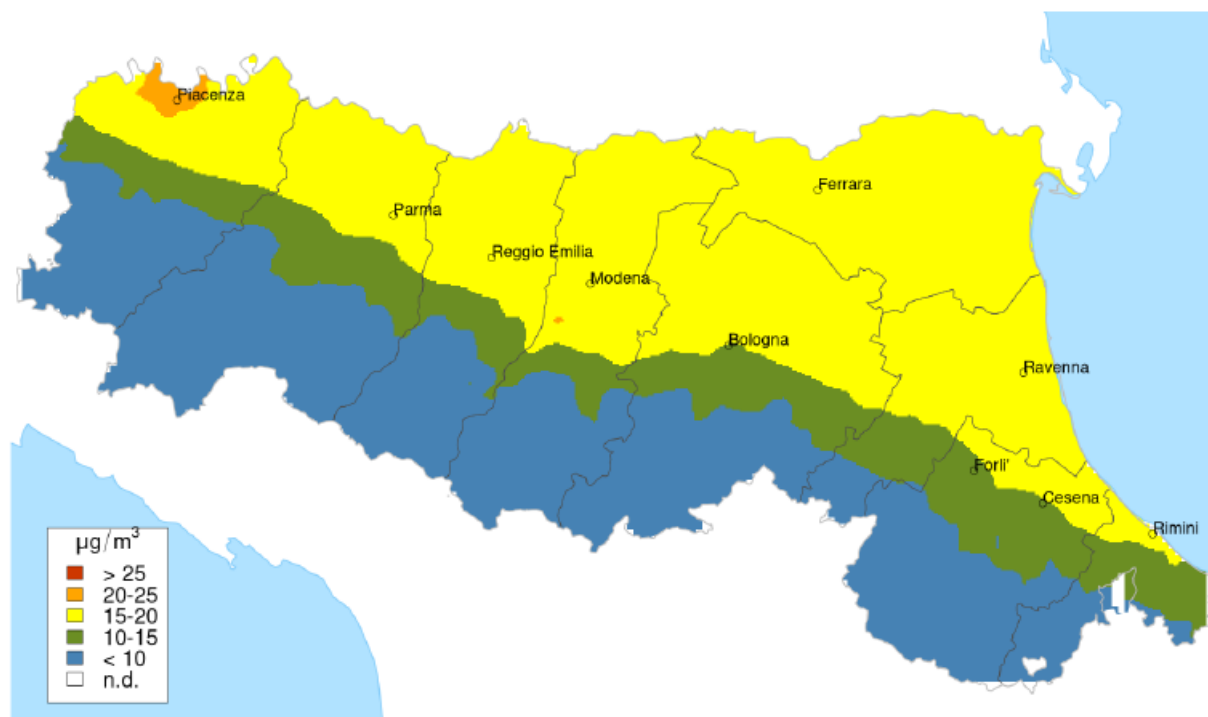 Piacenza
Ferrara
Parma
Reggio Emilia
Modena
Bologna
Ravenna
Forli'
Cesena
Rimini
µg/m³
> 25
20-25
15-20
10-15
< 10
n.d.